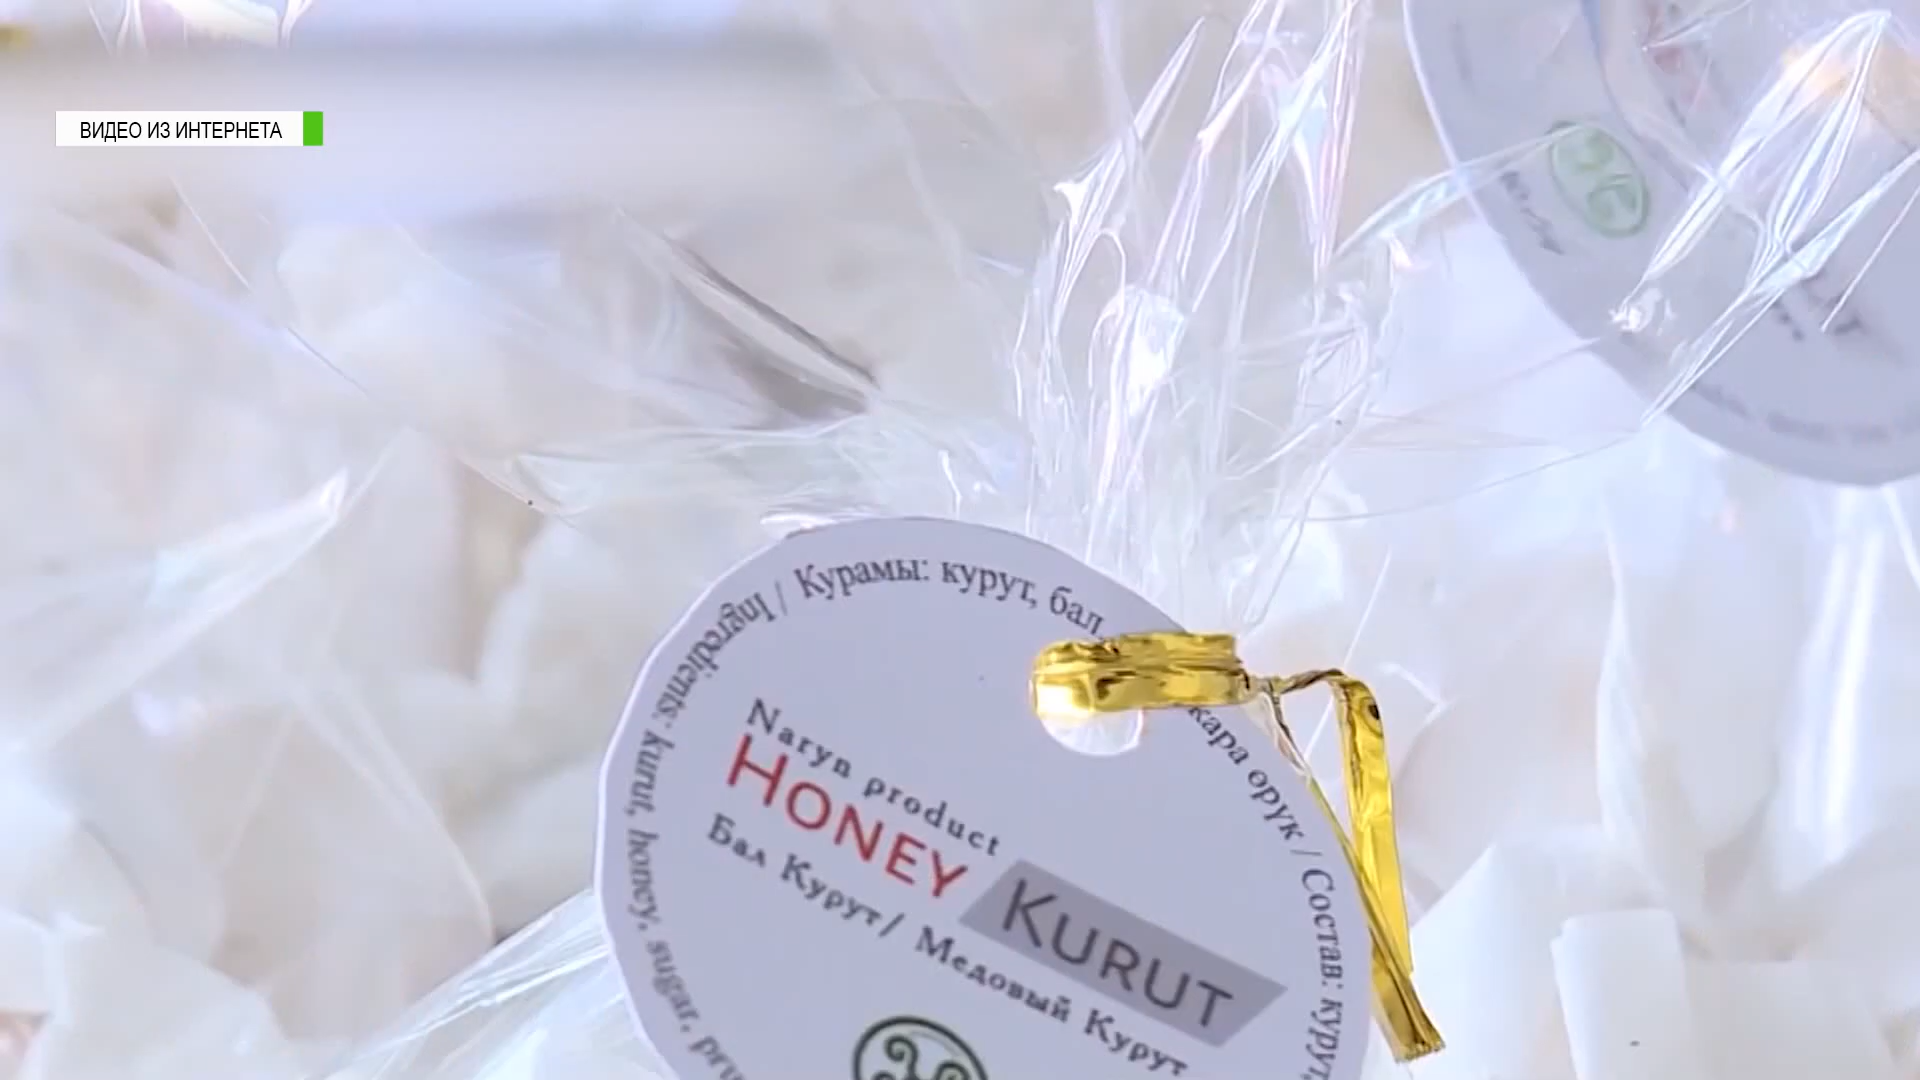 ВИДЕО ИЗ ИНТЕРНЕТА
Ingredients: kurut, honey, sugar,
/ Курамы: курут, бал,
кара өрүк / Состав: курут,
Naryn product
HONEY KURUT
Бал Курут/ Медовый Курут